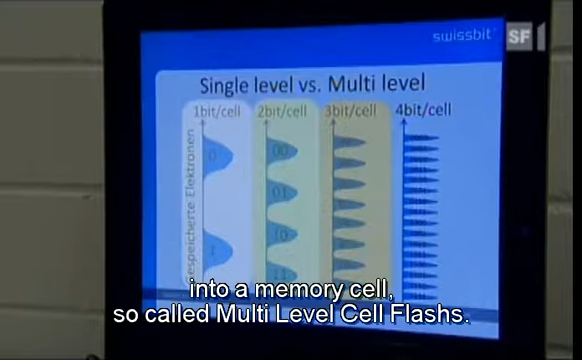 swissbit
SF1
Single level vs. Multi level
1bit/cell 2bit/cell 3bit/cell 4bit/cell
gespeicherte Elektronen
0
1
00
01
10
11
into a memory cell,
so called Multi Level Cell Flashs.